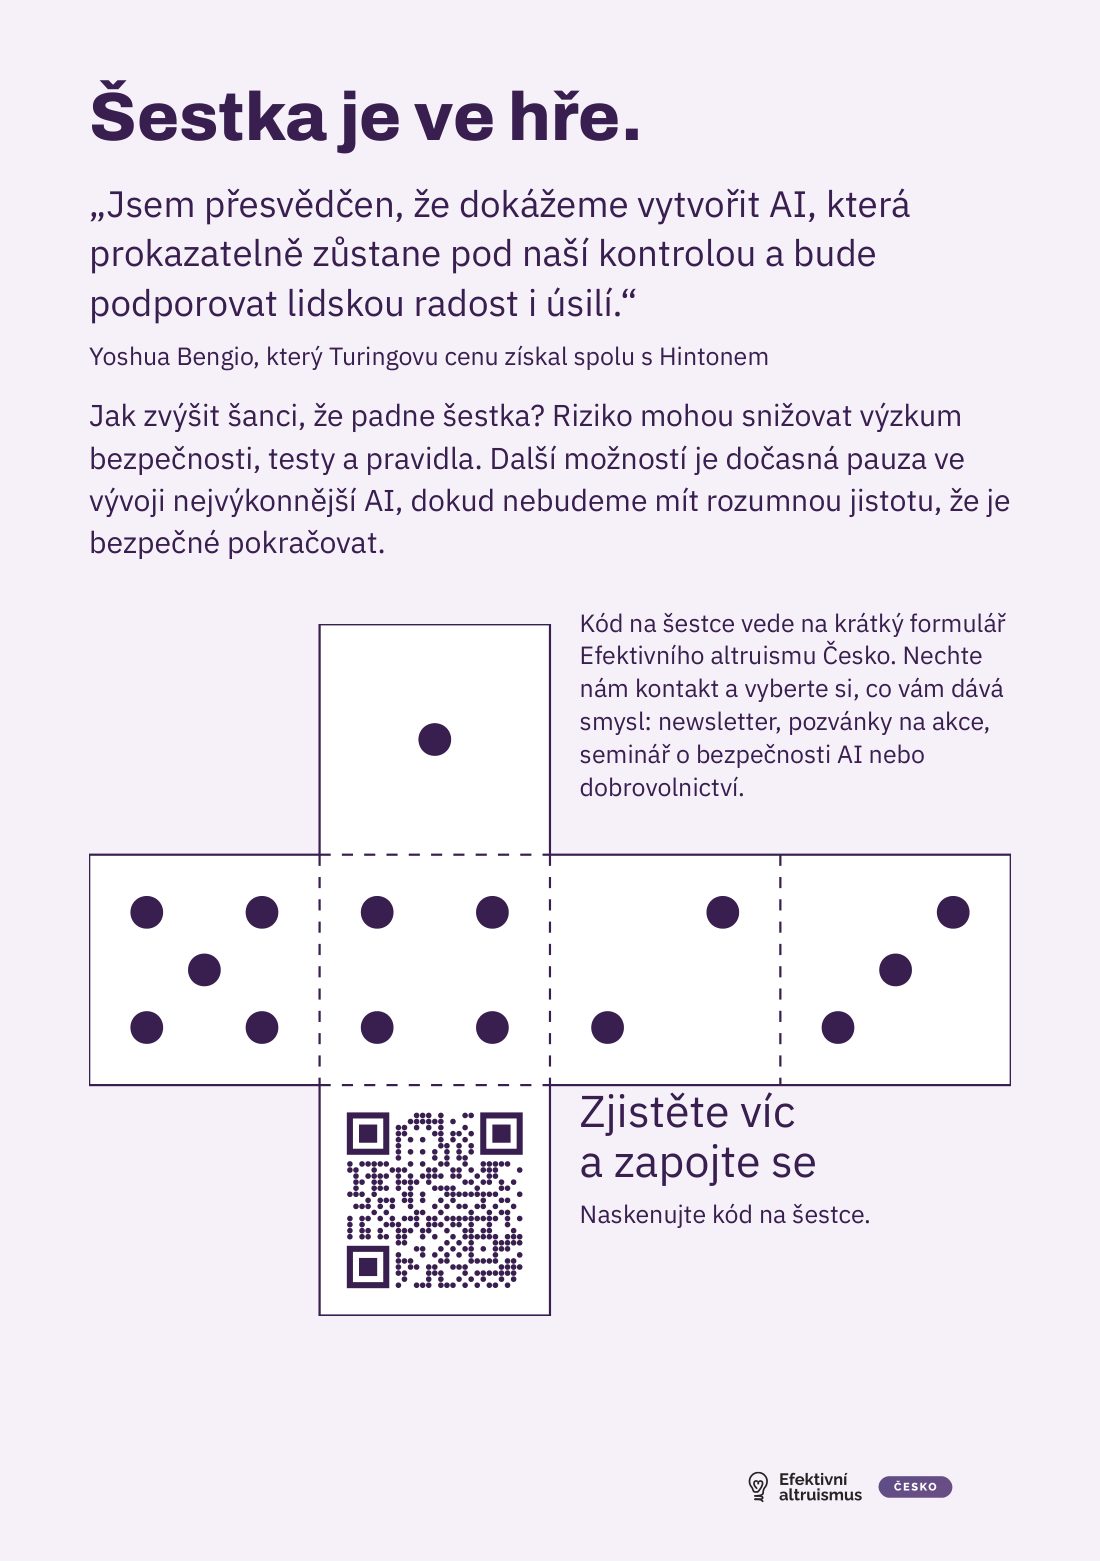 Šestka je ve hře.
„Jsem přesvědčen, že dokážeme vytvořit AI, která
prokazatelně zůstane pod naší kontrolou a bude
podporovat lidskou radost i úsilí.“
Yoshua Bengio, který Turingovu cenu získal spolu s Hintonem
Jak zvýšit šanci, že padne šestka? Riziko mohou snižovat výzkum
bezpečnosti, testy a pravidla. Další možností je dočasná pauza ve
vývoji nejvýkonnější AI, dokud nebudeme mít rozumnou jistotu, že je
bezpečné pokračovat.
Kód na šestce vede na krátký formulář
Efektivního altruismu Česko. Nechte
nám kontakt a vyberte si, co vám dává
smysl: newsletter, pozvánky na akce,
seminář o bezpečnosti AI nebo
dobrovolnictví.
Zjistěte víc
a zapojte se
Naskenujte kód na šestce.
Efektivní
altruismus
ČESKO